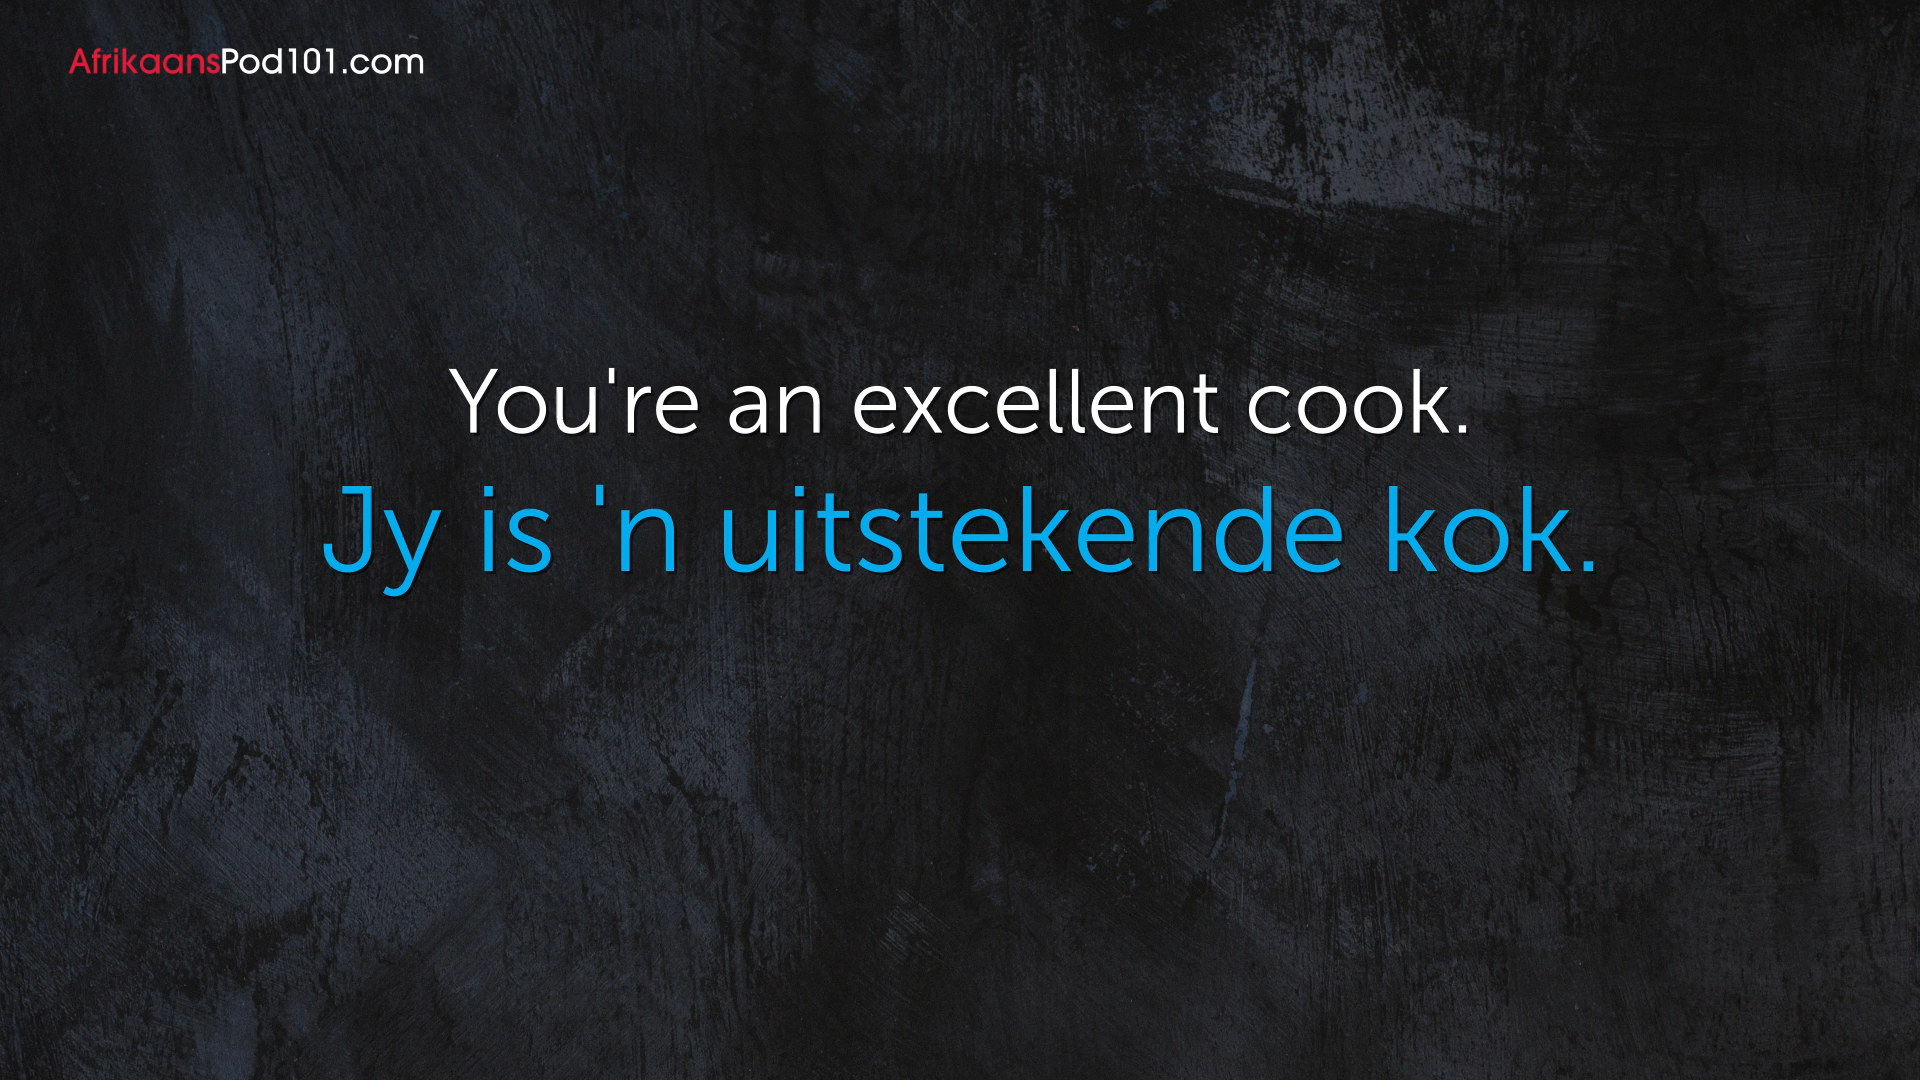 AfrikaansPod101.com
You're an excellent cook.
Jy is 'n uitstekende kok.